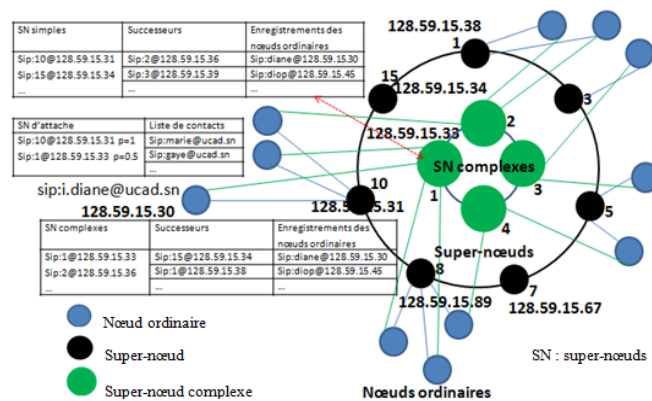 SN simples Successeurs Enregistrements des nœuds ordinaires
Sip:10@128.59.15.31 Sip:2@128.59.15.36 Sip:diane@128.59.15.30
Sip:15@128.59.15.34 Sip:3@128.59.15.39 Sip:diop@128.59.15.45
... ... ...
128.59.15.38
1
15
128.59.15.34
3
2
SN d'attache Liste de contacts
Sip:10@128.59.15.31 p=1 Sip:marie@ucad.sn
Sip:1@128.59.15.33 p=0.5 Sip:gaye@ucad.sn
...
128.59.15.33
SN complexes
1
3
sip:i.diane@ucad.sn
128.59.15.30
10
128.59.15.31
4
5
SN complexes Successeurs Enregistrements des nœuds ordinaires
Sip:1@128.59.15.33 Sip:15@128.59.15.34 Sip:diane@128.59.15.30
Sip:2@128.59.15.36 Sip:1@128.59.15.38 Sip:diop@128.59.15.45
... ... ...
Super-nœuds
8
7
128.59.15.89
128.59.15.67
Nœud ordinaire
Super-nœud
Super-nœud complexe
SN : super-nœuds
Nœuds ordinaires